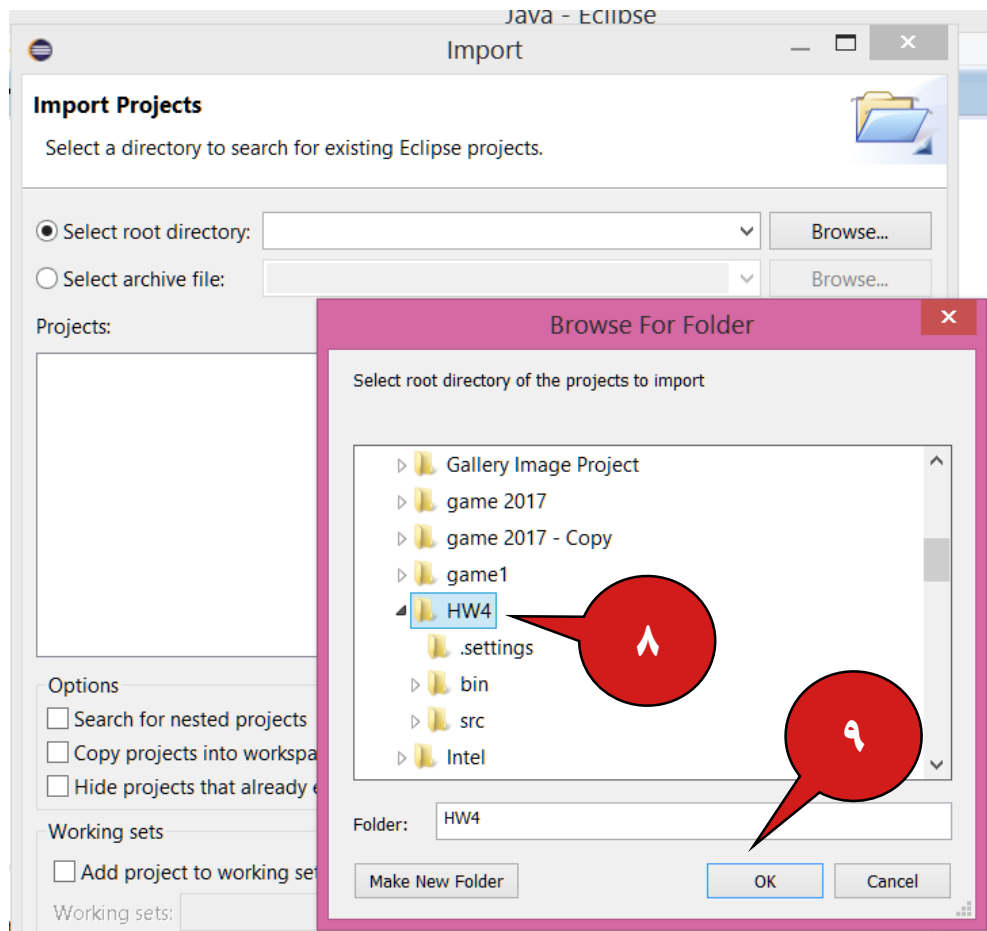 Java - Eclipse
Import
Import Projects
Select a directory to search for existing Eclipse projects.
Select root directory:
Browse...
Select archive file:
Browse...
Projects:
Browse For Folder
Select root directory of the projects to import
Gallery Image Project
game 2017
game 2017 - Copy
game1
HW4
.settings
bin
src
Intel
٨
٩
Folder: HW4
Make New Folder
OK
Cancel
Options
Search for nested projects
Copy projects into workspa
Hide projects that already
Working sets
Add project to working set
Working sets: